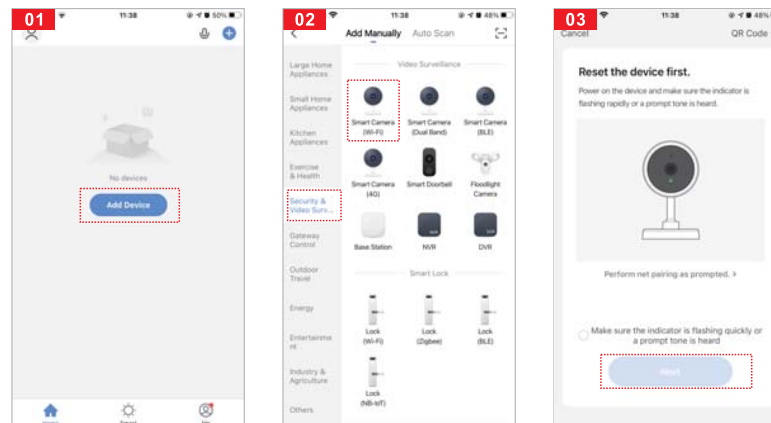 01
11:38
50%
No devices
Add Device
Home
Smart
Me
02
11:38
48%
Add Manually
Auto Scan
Large Home
Appliances
Small Home
Appliances
Kitchen
Appliances
Exercise
& Health
Security &
Video Surv...
Gateway
Control
Outdoor
Travel
Energy
Entertainme
nt
Industry &
Agriculture
Others
Video Surveillance
Smart Camera
(Wi-Fi)
Smart Camera
(Dual Band)
Smart Camera
(BLE)
Smart Camera
(4G)
Smart Doorbell
Floodlight
Camera
Base Station
NVR
DVR
Smart Lock
Lock
(Wi-Fi)
Lock
(Zigbee)
Lock
(BLE)
Lock
(NB-IoT)
03
11:38
48%
Cancel
QR Code
Reset the device first.
Power on the device and make sure the indicator is
flashing rapidly or a prompt tone is heard.
Perform net pairing as prompted. >
Make sure the indicator is flashing quickly or
a prompt tone is heard
Next